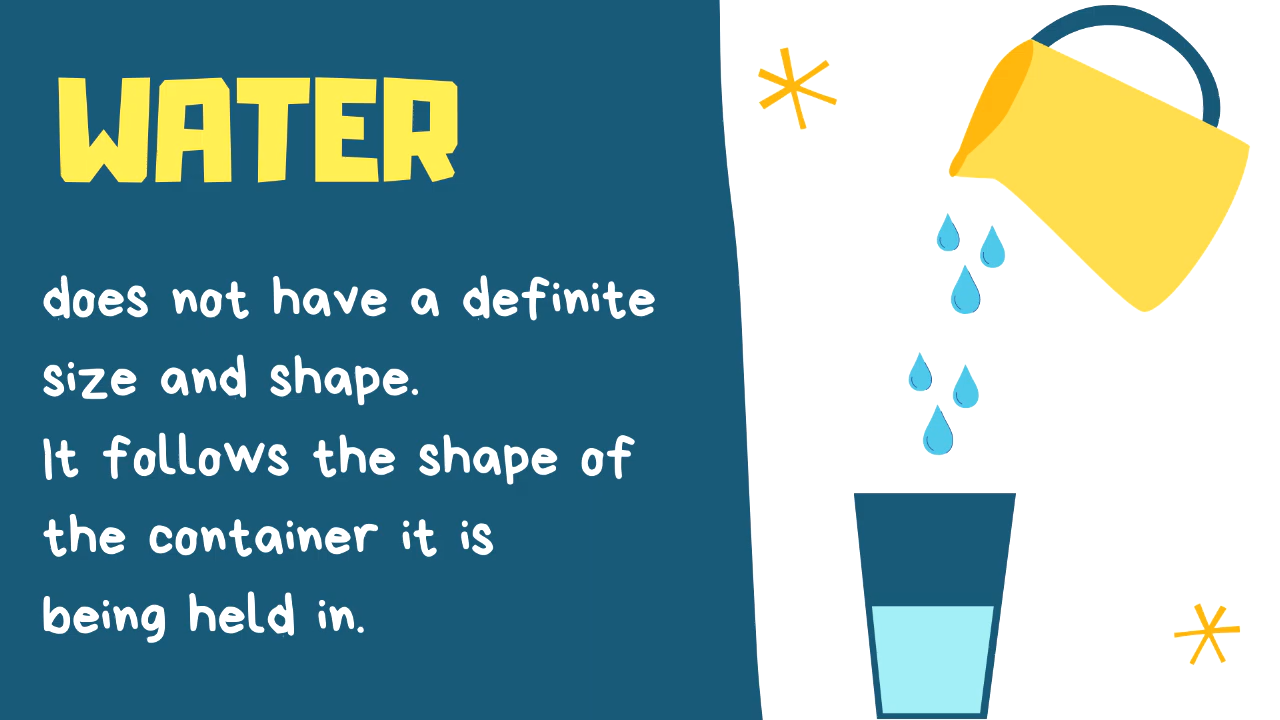 WATER
does not have a definite
size and shape.
It follows the shape of
the container it is
being held in.